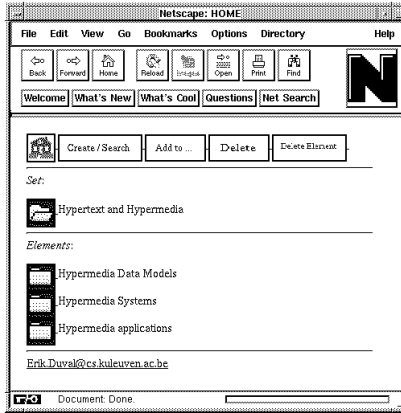 Netscape: HOME
File Edit View Go Bookmarks Options Directory Help
Back Forward Home Reload Images Open Print Find
Welcome What's New What's Cool Questions Net Search
N
Create / Search Add to ... Delete Delete Element
Set:
Hypertext and Hypermedia
Elements:
Hypermedia Data Models
Hypermedia Systems
Hypermedia applications
Erik.Duval@cs.kuleuven.ac.be
Document: Done.